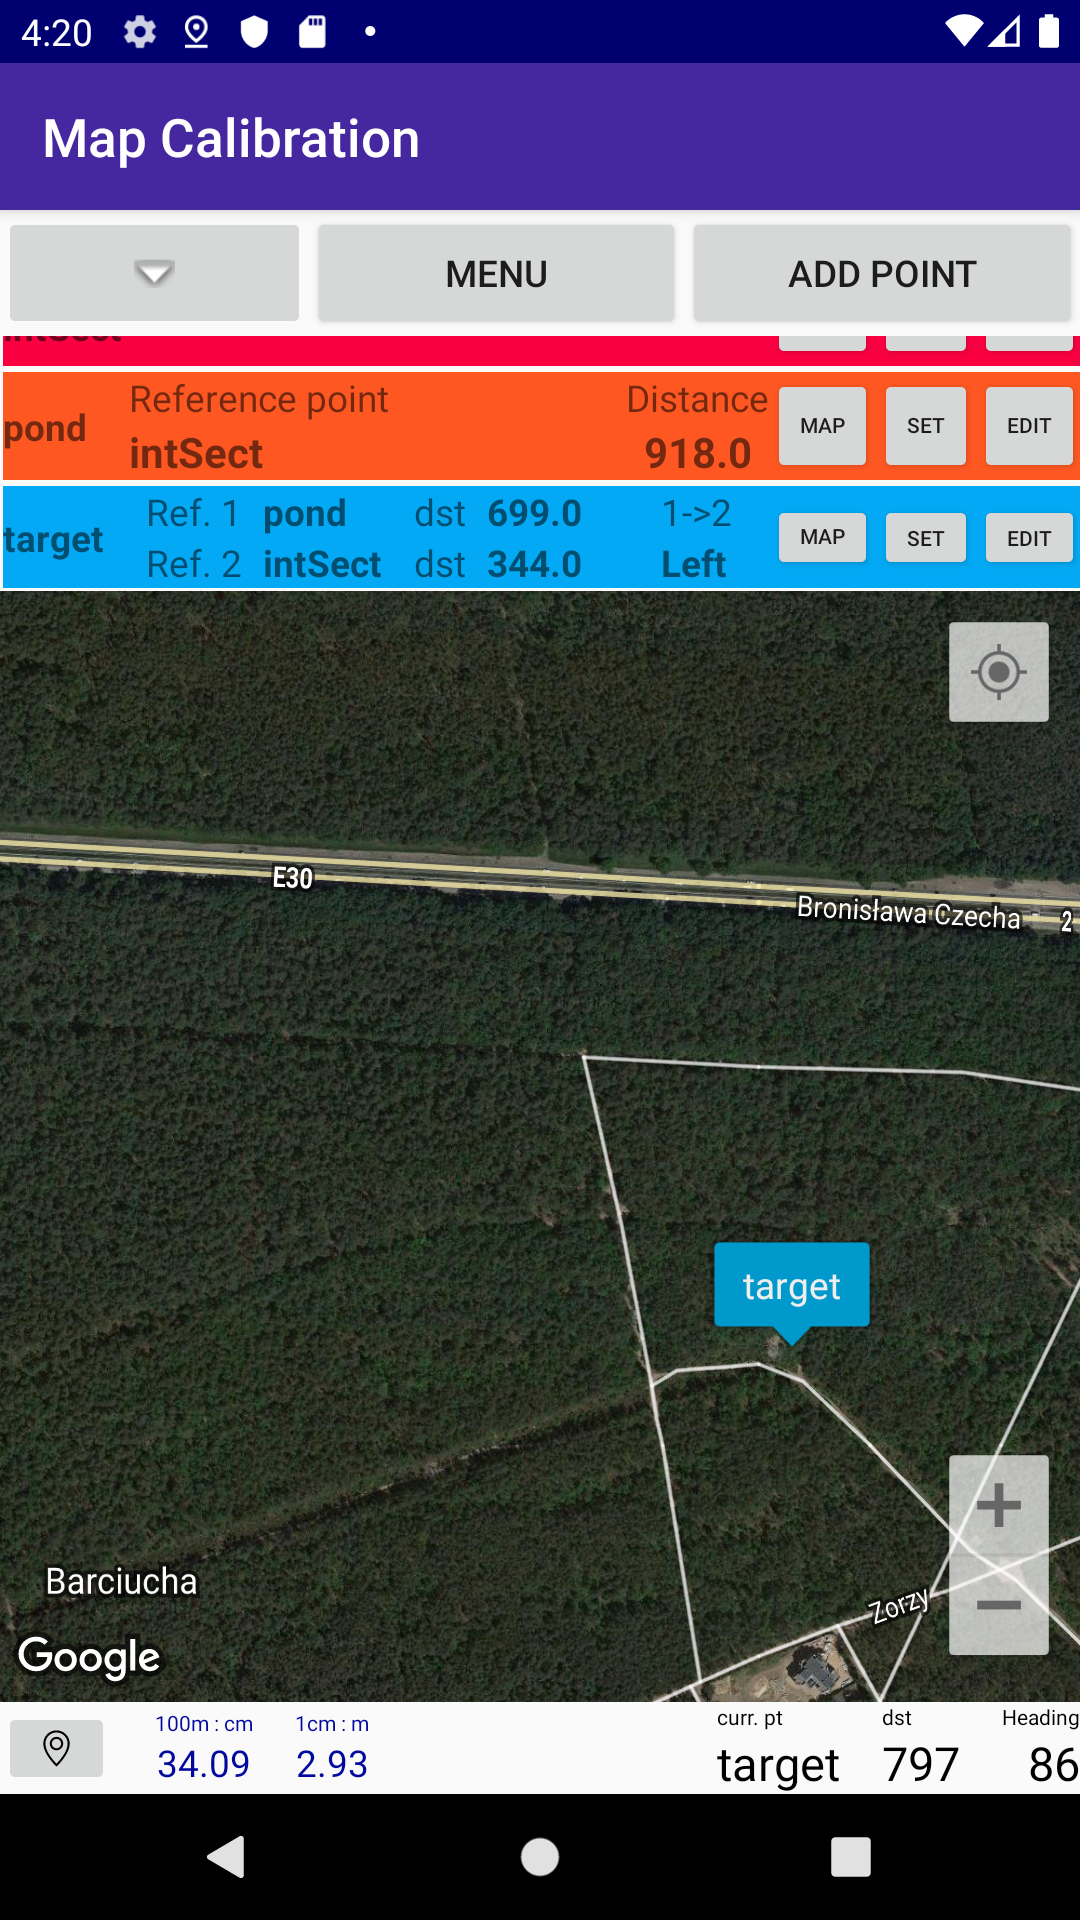 4:20
Map Calibration
MENU
ADD POINT
intSect
pond
Reference point
Distance
intSect
918.0
MAP
SET
EDIT
target
Ref. 1 pond dst 699.0 1->2
Ref. 2 intSect dst 344.0 Left
MAP
SET
EDIT
E30
Bronisława Czecha
2
target
Barciucha
Zorzy
Google
100m : cm
1cm : m
curr. pt
dst
Heading
34.09
2.93
target
797
86